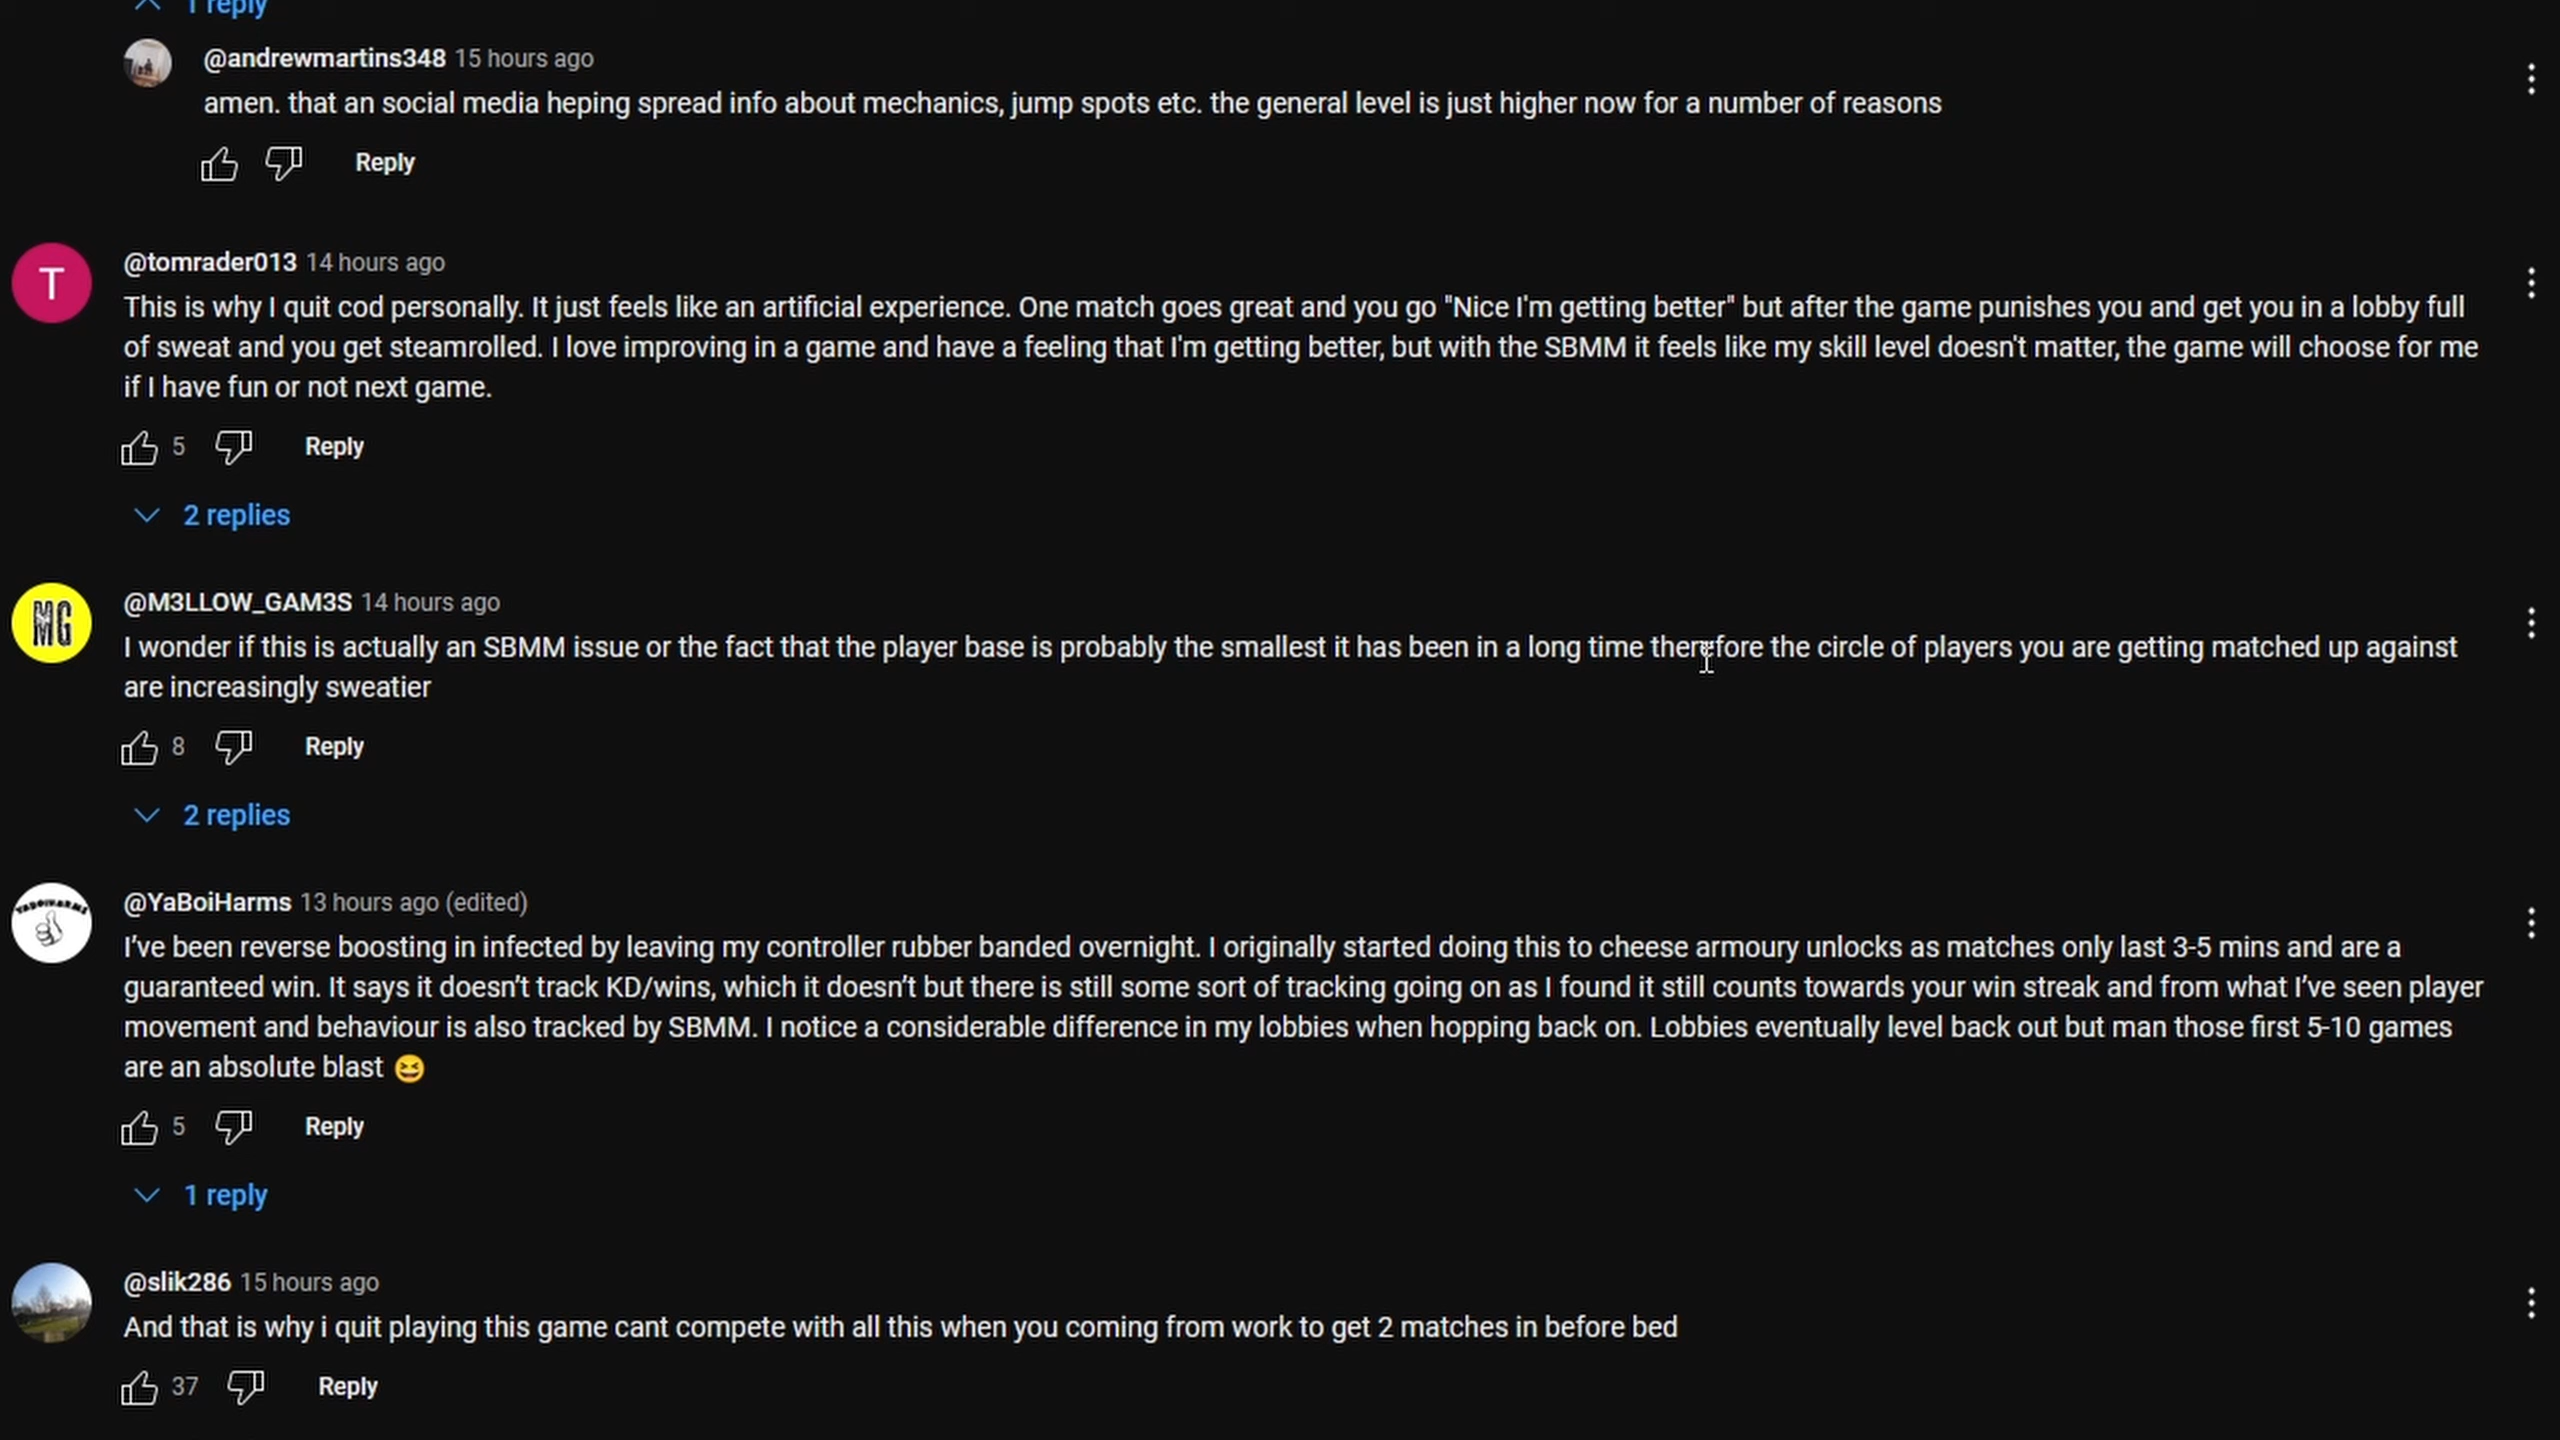 1 reply
@andrewmartins348 15 hours ago
amen. that an social media heping spread info about mechanics, jump spots etc. the general level is just higher now for a number of reasons
Reply
T
@tomrader013 14 hours ago
This is why I quit cod personally. It just feels like an artificial experience. One match goes great and you go "Nice I'm getting better" but after the game punishes you and get you in a lobby full
of sweat and you get steamrolled. I love improving in a game and have a feeling that I'm getting better, but with the SBMM it feels like my skill level doesn't matter, the game will choose for me
if I have fun or not next game.
5 Reply
2 replies
MG
@M3LLOW_GAM3S 14 hours ago
I wonder if this is actually an SBMM issue or the fact that the player base is probably the smallest it has been in a long time therefore the circle of players you are getting matched up against
are increasingly sweatier
8 Reply
2 replies
YABOIHARMS
@YaBoiHarms 13 hours ago (edited)
I’ve been reverse boosting in infected by leaving my controller rubber banded overnight. I originally started doing this to cheese armoury unlocks as matches only last 3-5 mins and are a
guaranteed win. It says it doesn’t track KD/wins, which it doesn’t but there is still some sort of tracking going on as I found it still counts towards your win streak and from what I’ve seen player
movement and behaviour is also tracked by SBMM. I notice a considerable difference in my lobbies when hopping back on. Lobbies eventually level back out but man those first 5-10 games
are an absolute blast 😆
5 Reply
1 reply
@slik286 15 hours ago
And that is why i quit playing this game cant compete with all this when you coming from work to get 2 matches in before bed
37 Reply